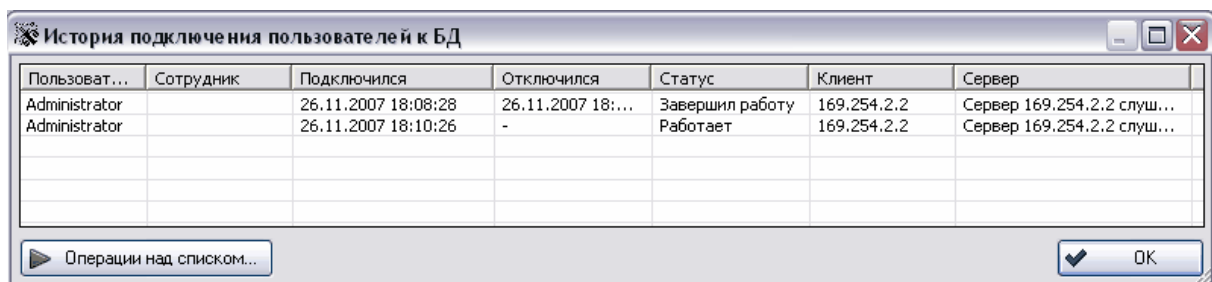 История подключения пользователей к БД
Пользоват... Сотрудник Подключился Отключился Статус Клиент Сервер
Administrator 26.11.2007 18:08:28 26.11.2007 18:... Завершил работу 169.254.2.2 Сервер 169.254.2.2 слуш...
Administrator 26.11.2007 18:10:26 - Работает 169.254.2.2 Сервер 169.254.2.2 слуш...
Операции над списком... OK